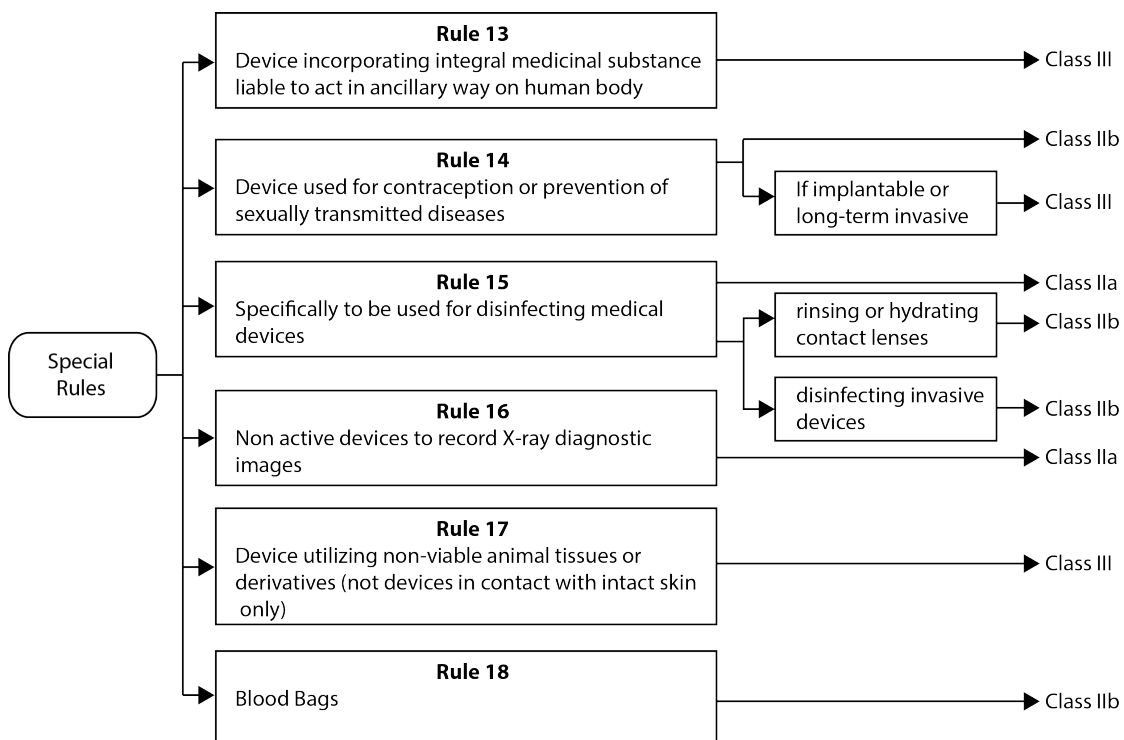 Rule 13
Device incorporating integral medicinal substance
liable to act in ancillary way on human body
Class III
Rule 14
Device used for contraception or prevention of
sexually transmitted diseases
Class IIb
If implantable or
long-term invasive
Class III
Rule 15
Specifically to be used for disinfecting medical
devices
Class IIa
rinsing or hydrating
contact lenses
Class IIb
disinfecting invasive
devices
Class IIb
Special
Rules
Rule 16
Non active devices to record X-ray diagnostic
images
Class IIa
Rule 17
Device utilizing non-viable animal tissues or
derivatives (not devices in contact with intact skin
only)
Class III
Rule 18
Blood Bags
Class IIb